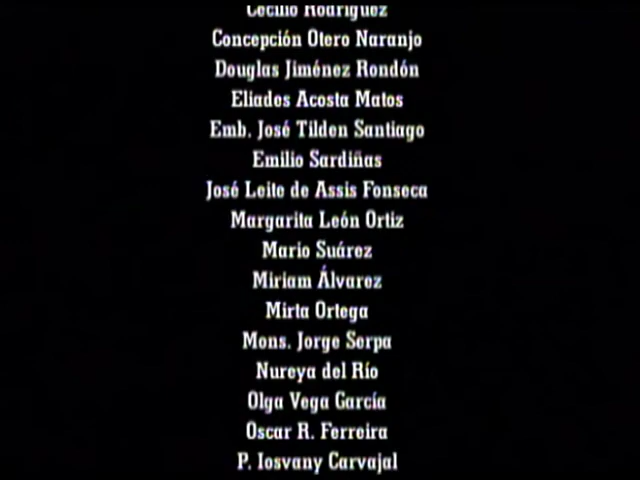 Cecilio Rodríguez
Concepción Otero Naranjo
Douglas Jiménez Rondón
Eliades Acosta Matos
Emb. José Tilden Santiago
Emilio Sardiñas
José Leite de Assis Fonseca
Margarita León Ortiz
Mario Suárez
Miriam Álvarez
Mirta Ortega
Mons. Jorge Serpa
Nureya del Río
Olga Vega García
Oscar R. Ferreira
P. Iosvany Carvajal